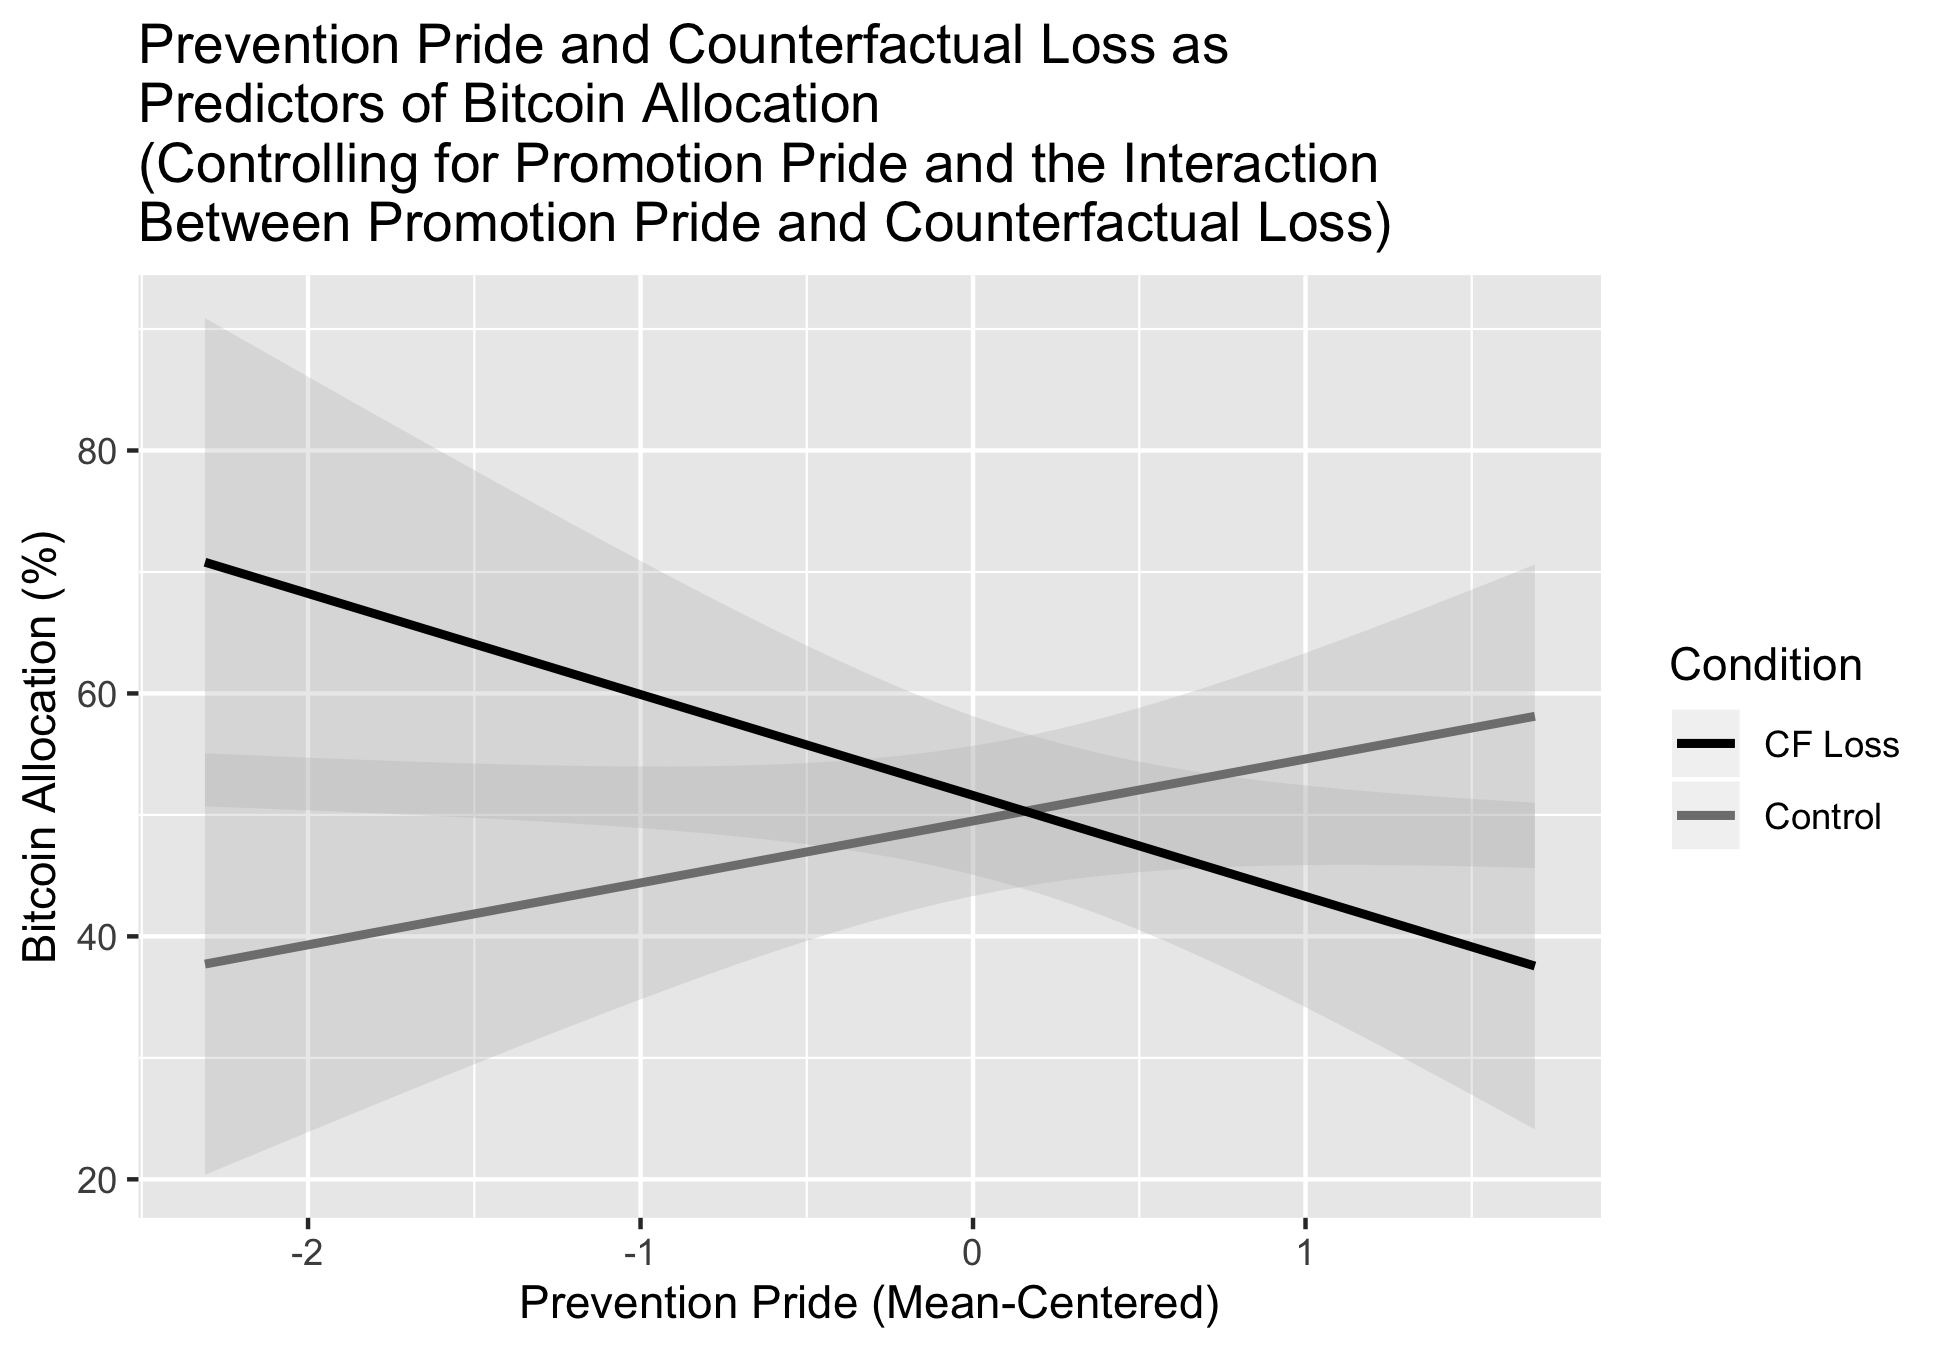 Prevention Pride and Counterfactual Loss as
Predictors of Bitcoin Allocation
(Controlling for Promotion Pride and the Interaction
Between Promotion Pride and Counterfactual Loss)
Bitcoin Allocation (%)
80
60
40
20
-2
-1
0
1
Prevention Pride (Mean-Centered)
Condition
CF Loss
Control